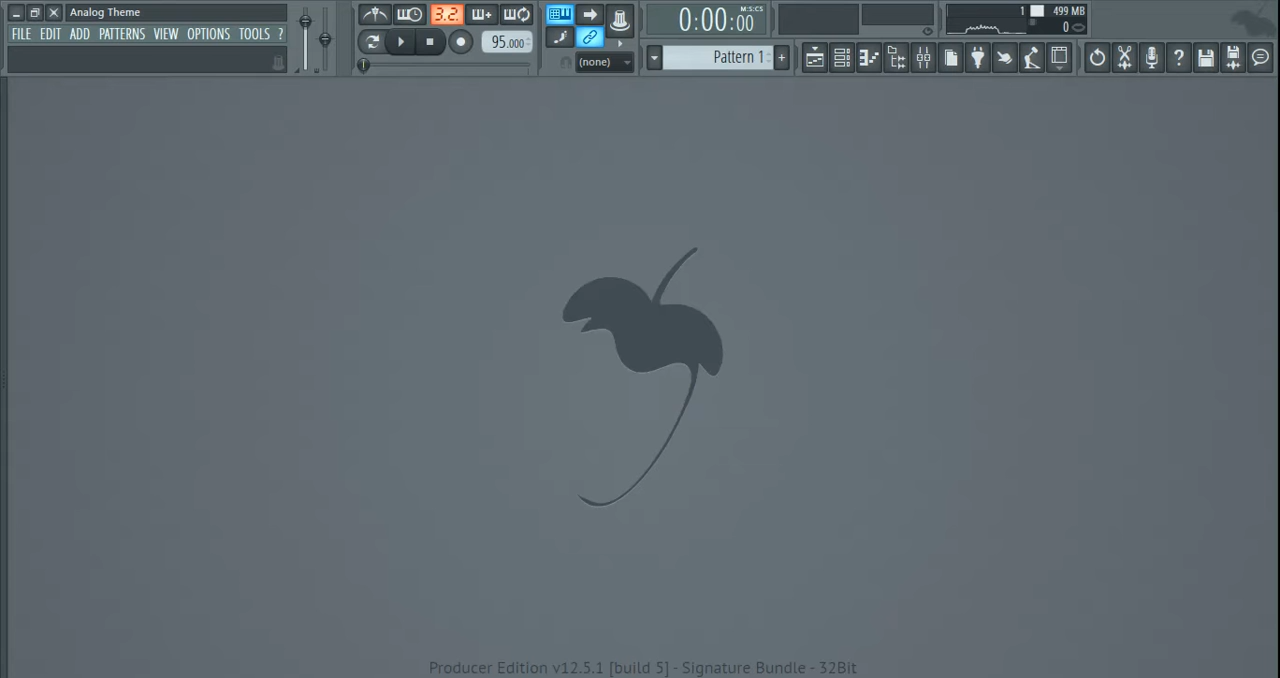 Analog Theme
FILE EDIT ADD PATTERNS VIEW OPTIONS TOOLS ?
3.2.
95.000
(none)
0:00:00
M:S:CS
Pattern 1
1
499 MB
0
Producer Edition v12.5.1 [build 5] - Signature Bundle - 32Bit